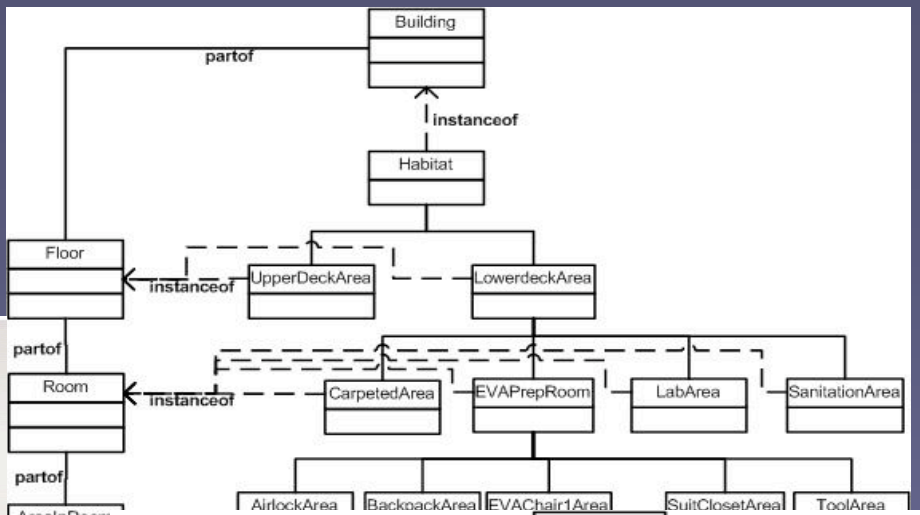 Building
partof
instanceof
Habitat
Floor
UpperDeckArea
LowerdeckArea
instanceof
partof
Room
CarpetedArea
EVAPrepRoom
LabArea
SanitationArea
instanceof
partof
AirlockArea
BackpackArea
EVAChair1Area
SuitClosetArea
ToolArea
AreaInRoom